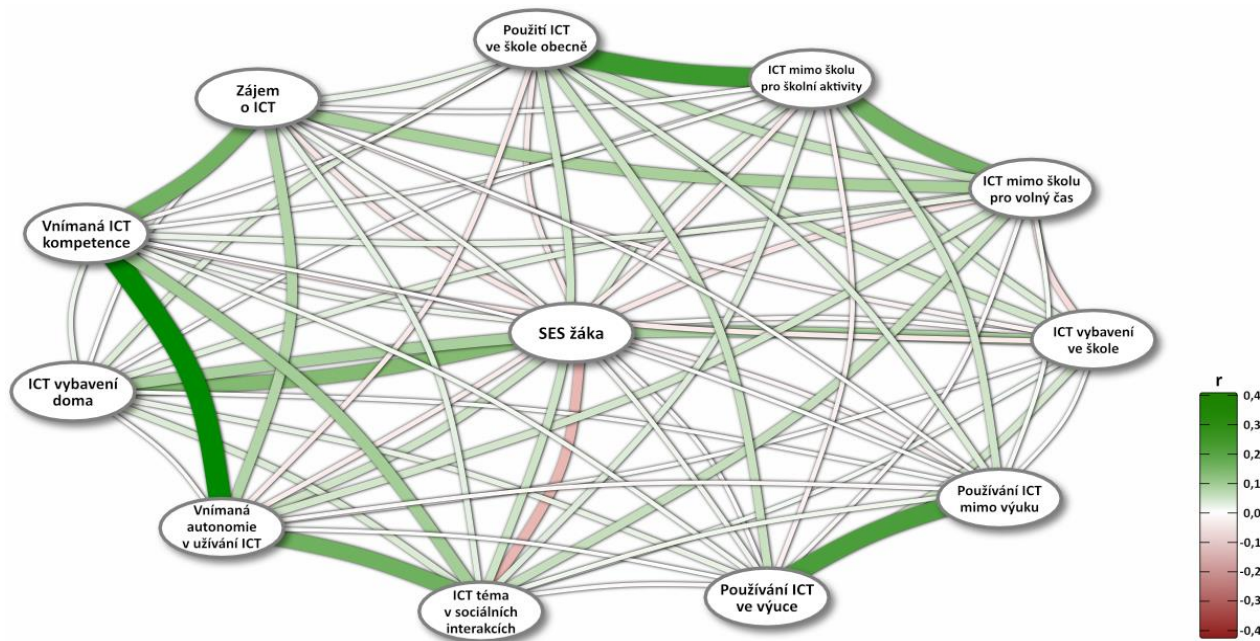 Použití ICT
ve škole obecně
ICT mimo školu
pro školní aktivity
Zájem
o ICT
ICT mimo školu
pro volný čas
Vnímaná ICT
kompetence
SES žáka
ICT vybavení
ve škole
ICT vybavení
doma
Používání ICT
mimo výuku
Vnímaná
autonomie
v užívání ICT
Používání ICT
ve výuce
ICT téma
v sociálních
interakcích
r
0,4
0,3
0,2
0,1
0,0
-0,1
-0,2
-0,3
-0,4